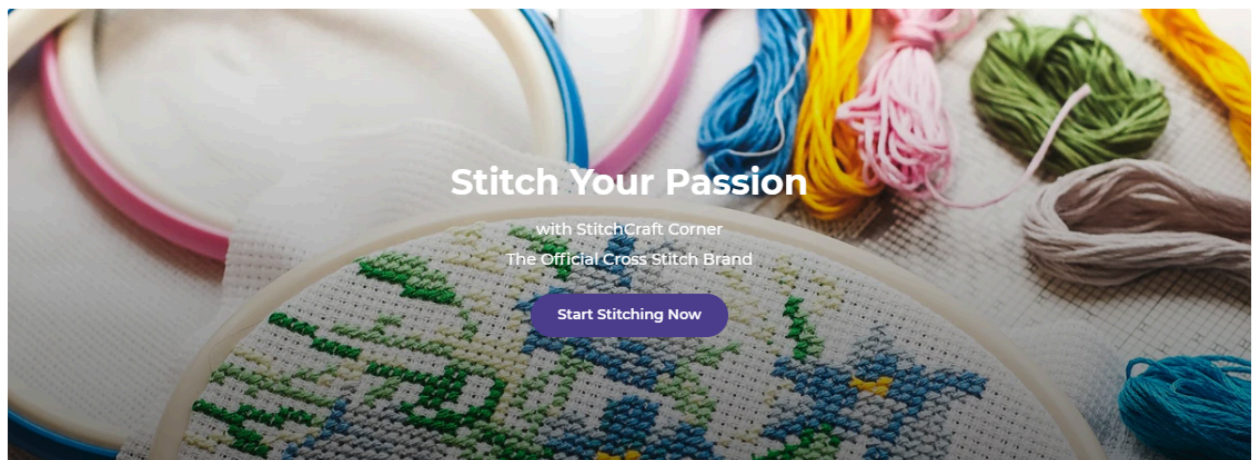 Stitch Your Passion
with StitchCraft Corner
The Official Cross Stitch Brand
Start Stitching Now